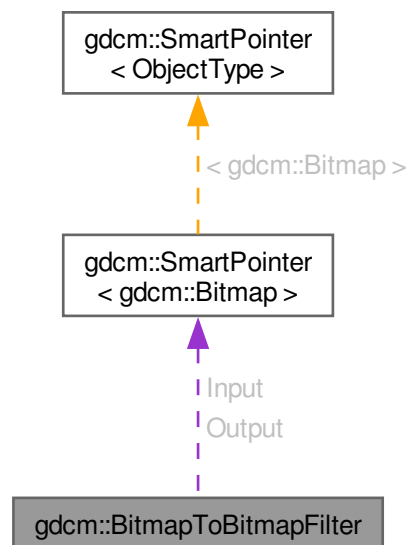 gdcm::SmartPointer
< ObjectType >
< gdcm::Bitmap >
gdcm::SmartPointer
< gdcm::Bitmap >
Input
Output
gdcm::BitmapToBitmapFilter